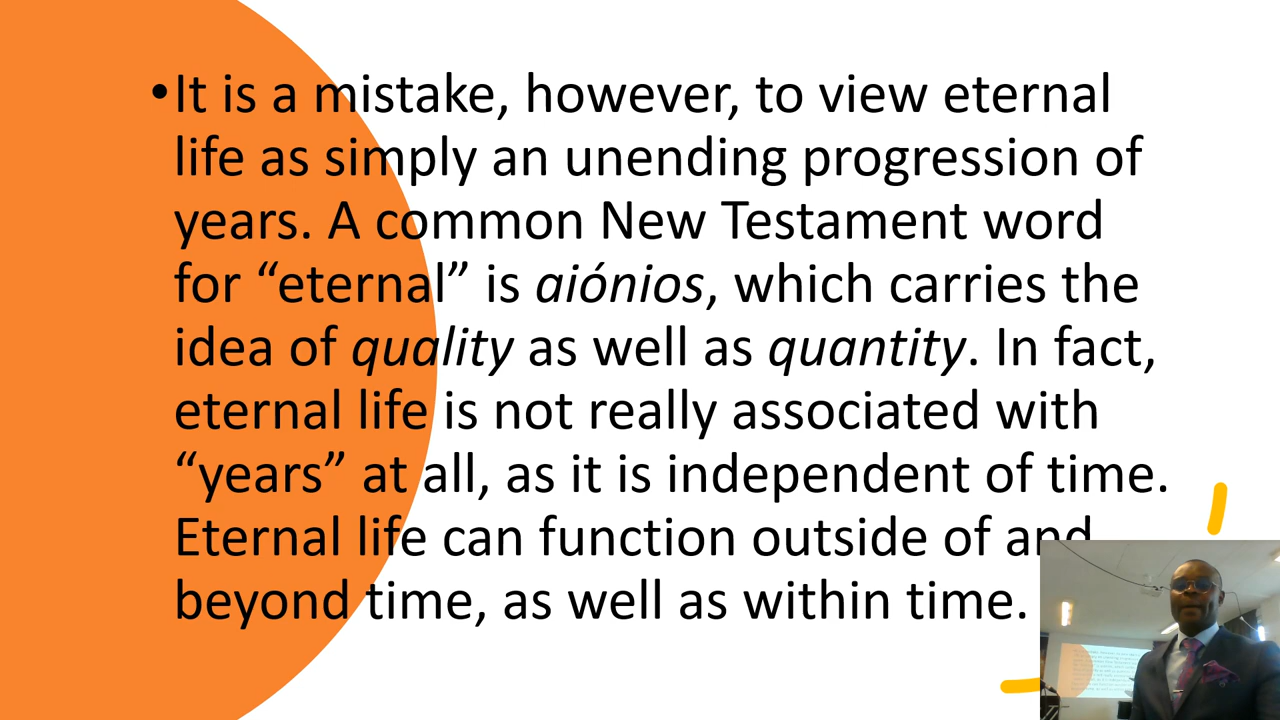 •It is a mistake, however, to view eternal
life as simply an unending progression of
years. A common New Testament word
for “eternal” is aiónios, which carries the
idea of quality as well as quantity. In fact,
eternal life is not really associated with
“years” at all, as it is independent of time.
Eternal life can function outside of and
beyond time, as well as within time.